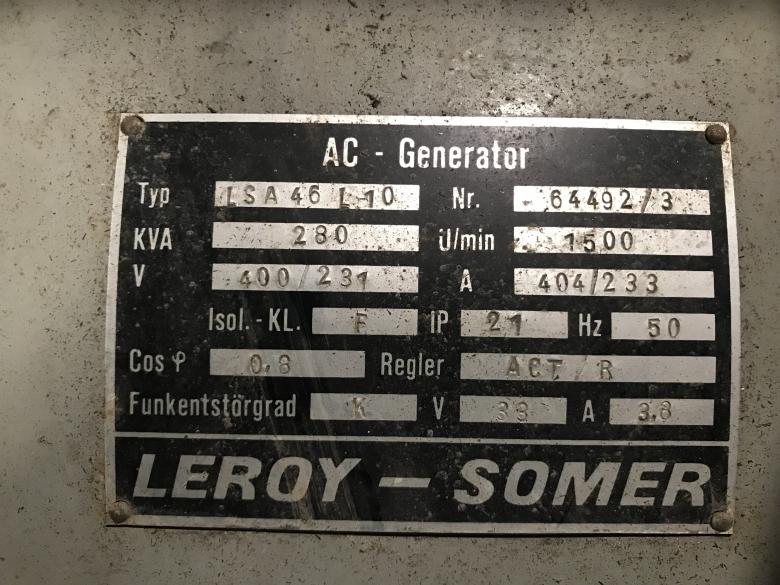 AC - Generator
Typ LSA 46 L 10 Nr. 64492/3
KVA 280 U/min 1500
V 400/231 A 404/233
Isol.-KL. F IP 21 Hz 50
Cos φ 0.8 Regler ACT/R
Funkentstörgrad K V 33 A 3.8
LEROY - SOMER